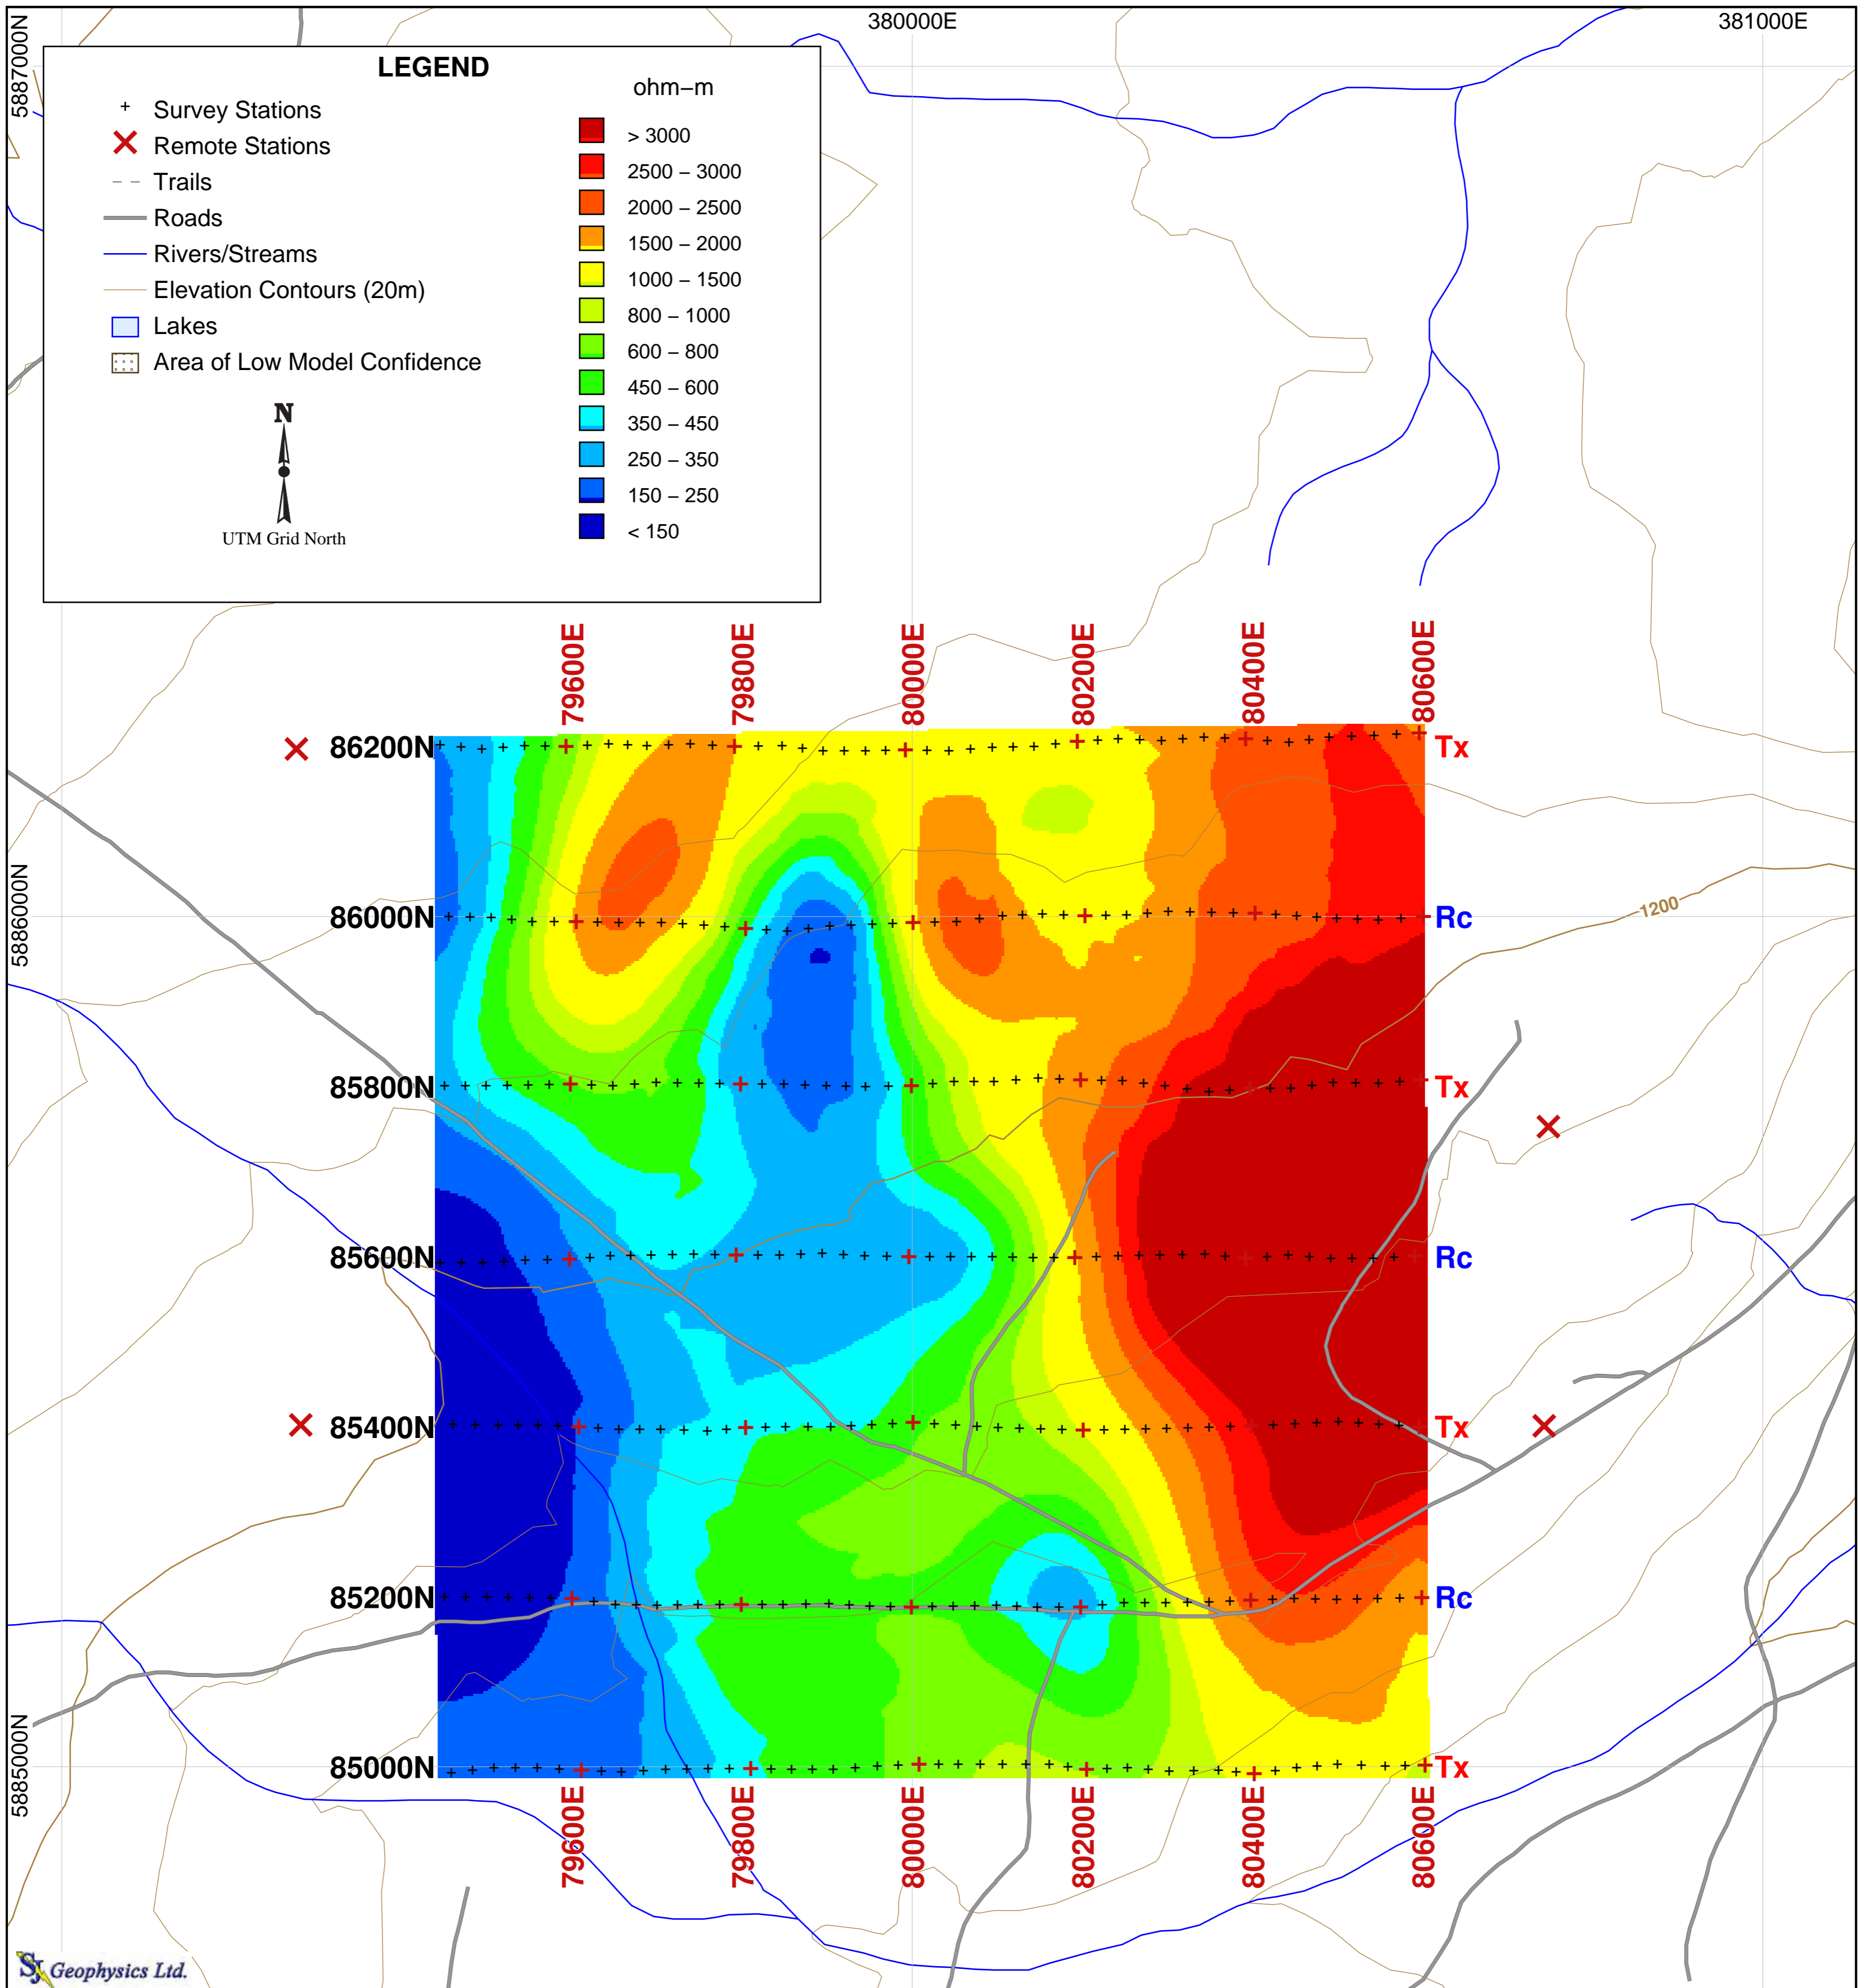 380000E 381000E
5887000N
LEGEND
ohm–m
Survey Stations
Remote Stations
Trails
Roads
Rivers/Streams
Elevation Contours (20m)
Lakes
Area of Low Model Confidence
> 3000
2500 – 3000
2000 – 2500
1500 – 2000
1000 – 1500
800 – 1000
600 – 800
450 – 600
350 – 450
250 – 350
150 – 250
< 150
N
UTM Grid North
79600E 79800E 80000E 80200E 80400E 80600E
86200N Tx
5886000N
86000N Rc
1200
85800N Tx
85600N Rc
85400N Tx
85200N Rc
5885000N
85000N Tx
79600E 79800E 80000E 80200E 80400E 80600E
SJ Geophysics Ltd.